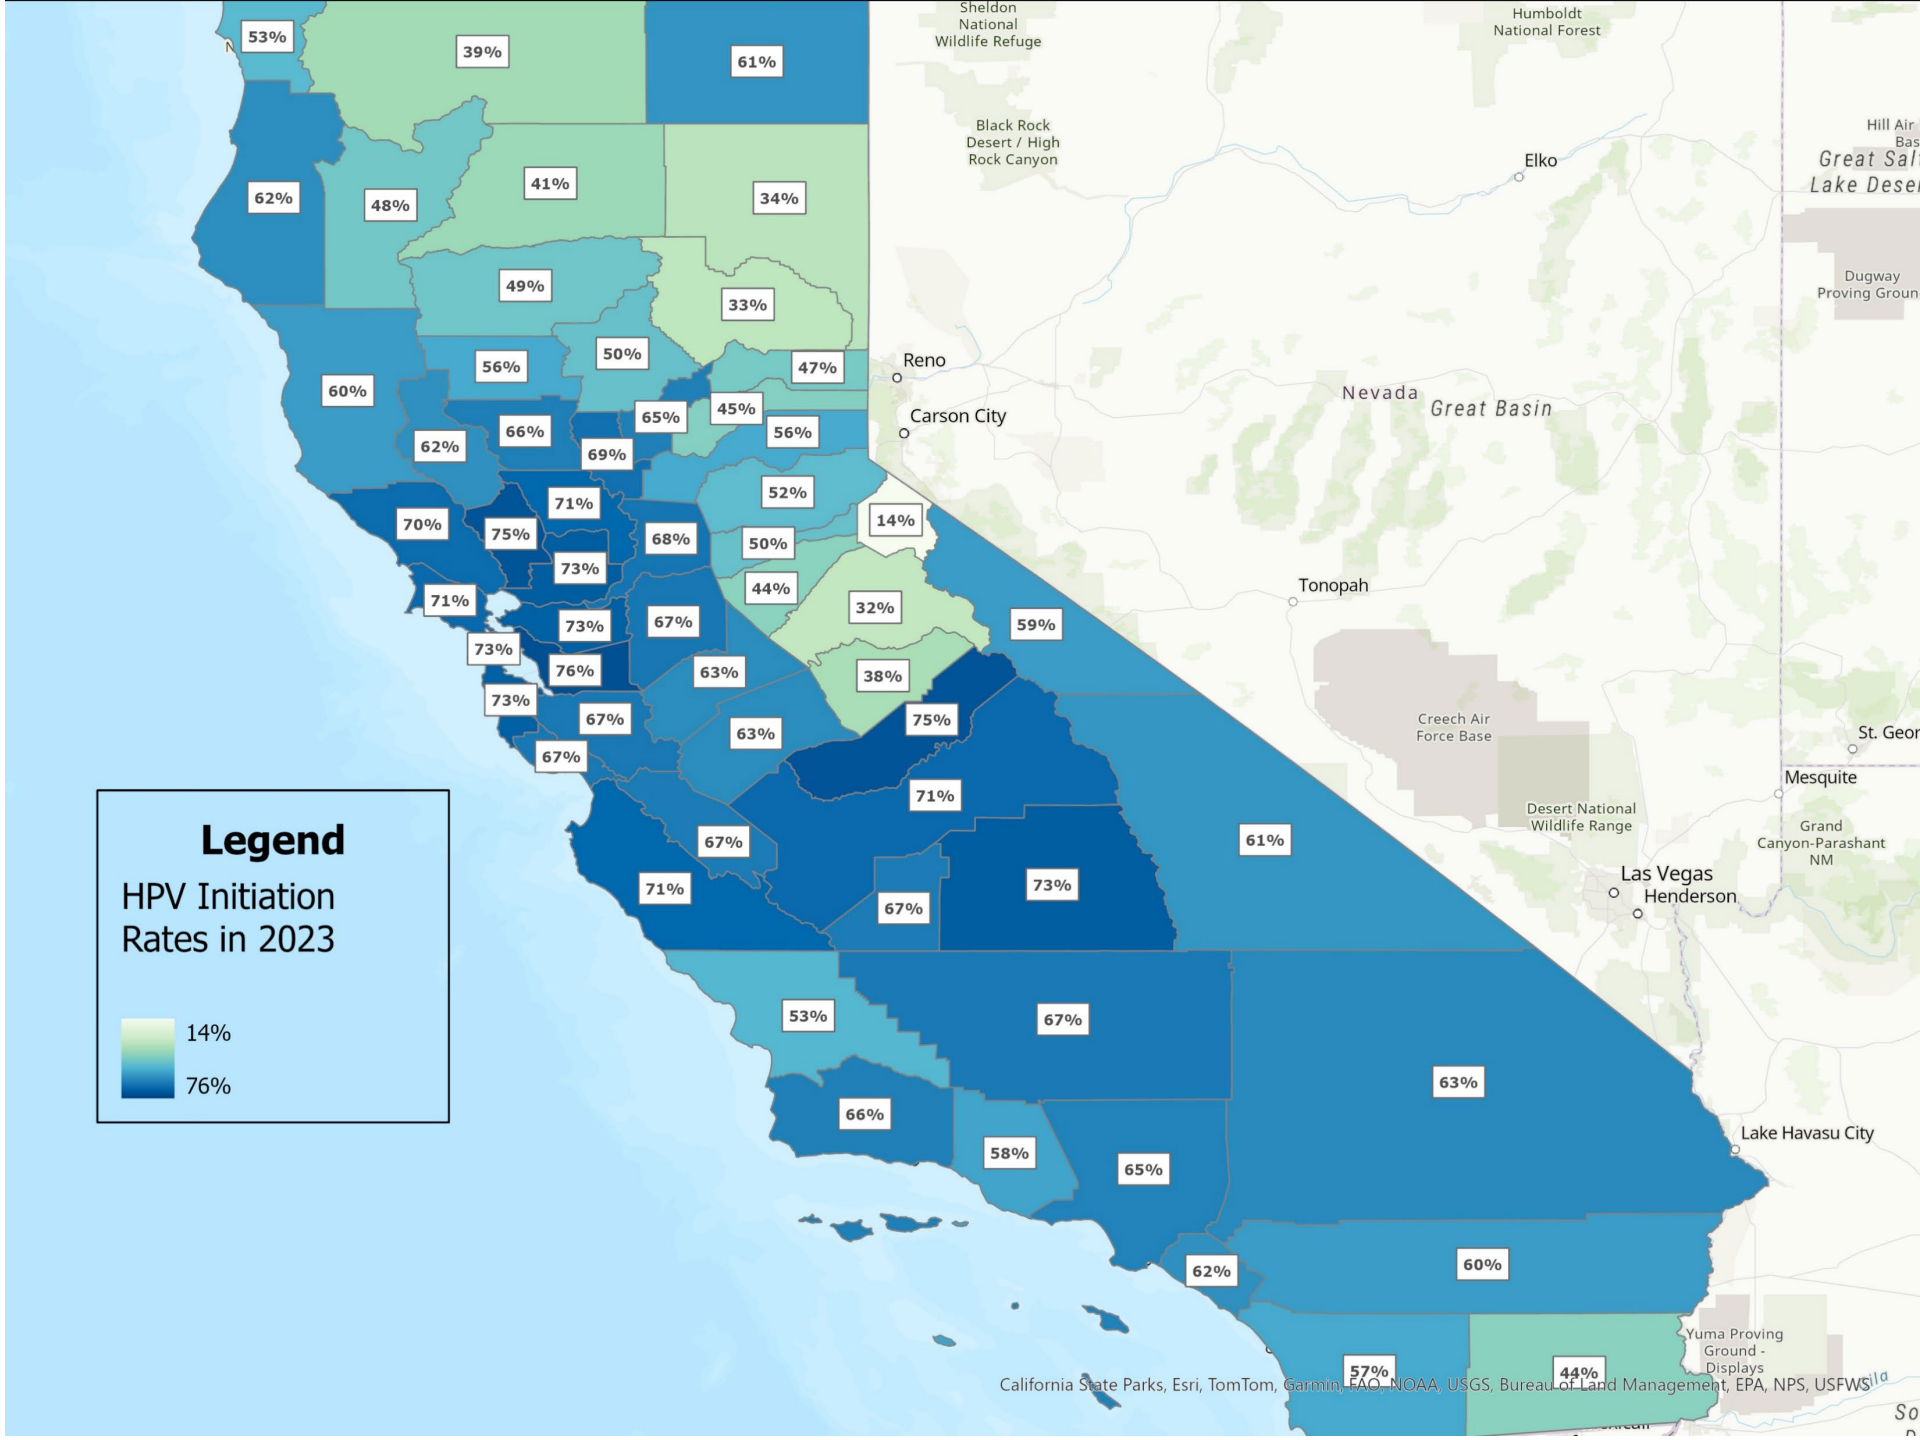 Sheldon
National
Wildlife Refuge
Humboldt
National Forest
53%
39%
61%
Black Rock
Desert / High
Rock Canyon
Hill Air
Bas
Great Salt
Lake Deser
Elko
62%
48%
41%
34%
49%
33%
Dugway
Proving Groun
56%
50%
47%
Reno
60%
65%
45%
Nevada
Great Basin
Carson City
62%
66%
69%
56%
71%
52%
70%
75%
68%
14%
50%
73%
44%
Tonopah
71%
32%
73%
67%
59%
73%
76%
63%
38%
73%
67%
75%
Creech Air
Force Base
St. Geor
67%
63%
Mesquite
71%
Desert National
Wildlife Range
Grand
Canyon-Parashant
NM
Legend
67%
61%
HPV Initiation
Rates in 2023
71%
67%
73%
Las Vegas
Henderson
14%
76%
53%
67%
63%
66%
58%
65%
Lake Havasu City
62%
60%
Yuma Proving
Ground -
Displays
57%
44%
California State Parks, Esri, TomTom, Garmin, FAO, NOAA, USGS, Bureau of Land Management, EPA, NPS, USFWS
So